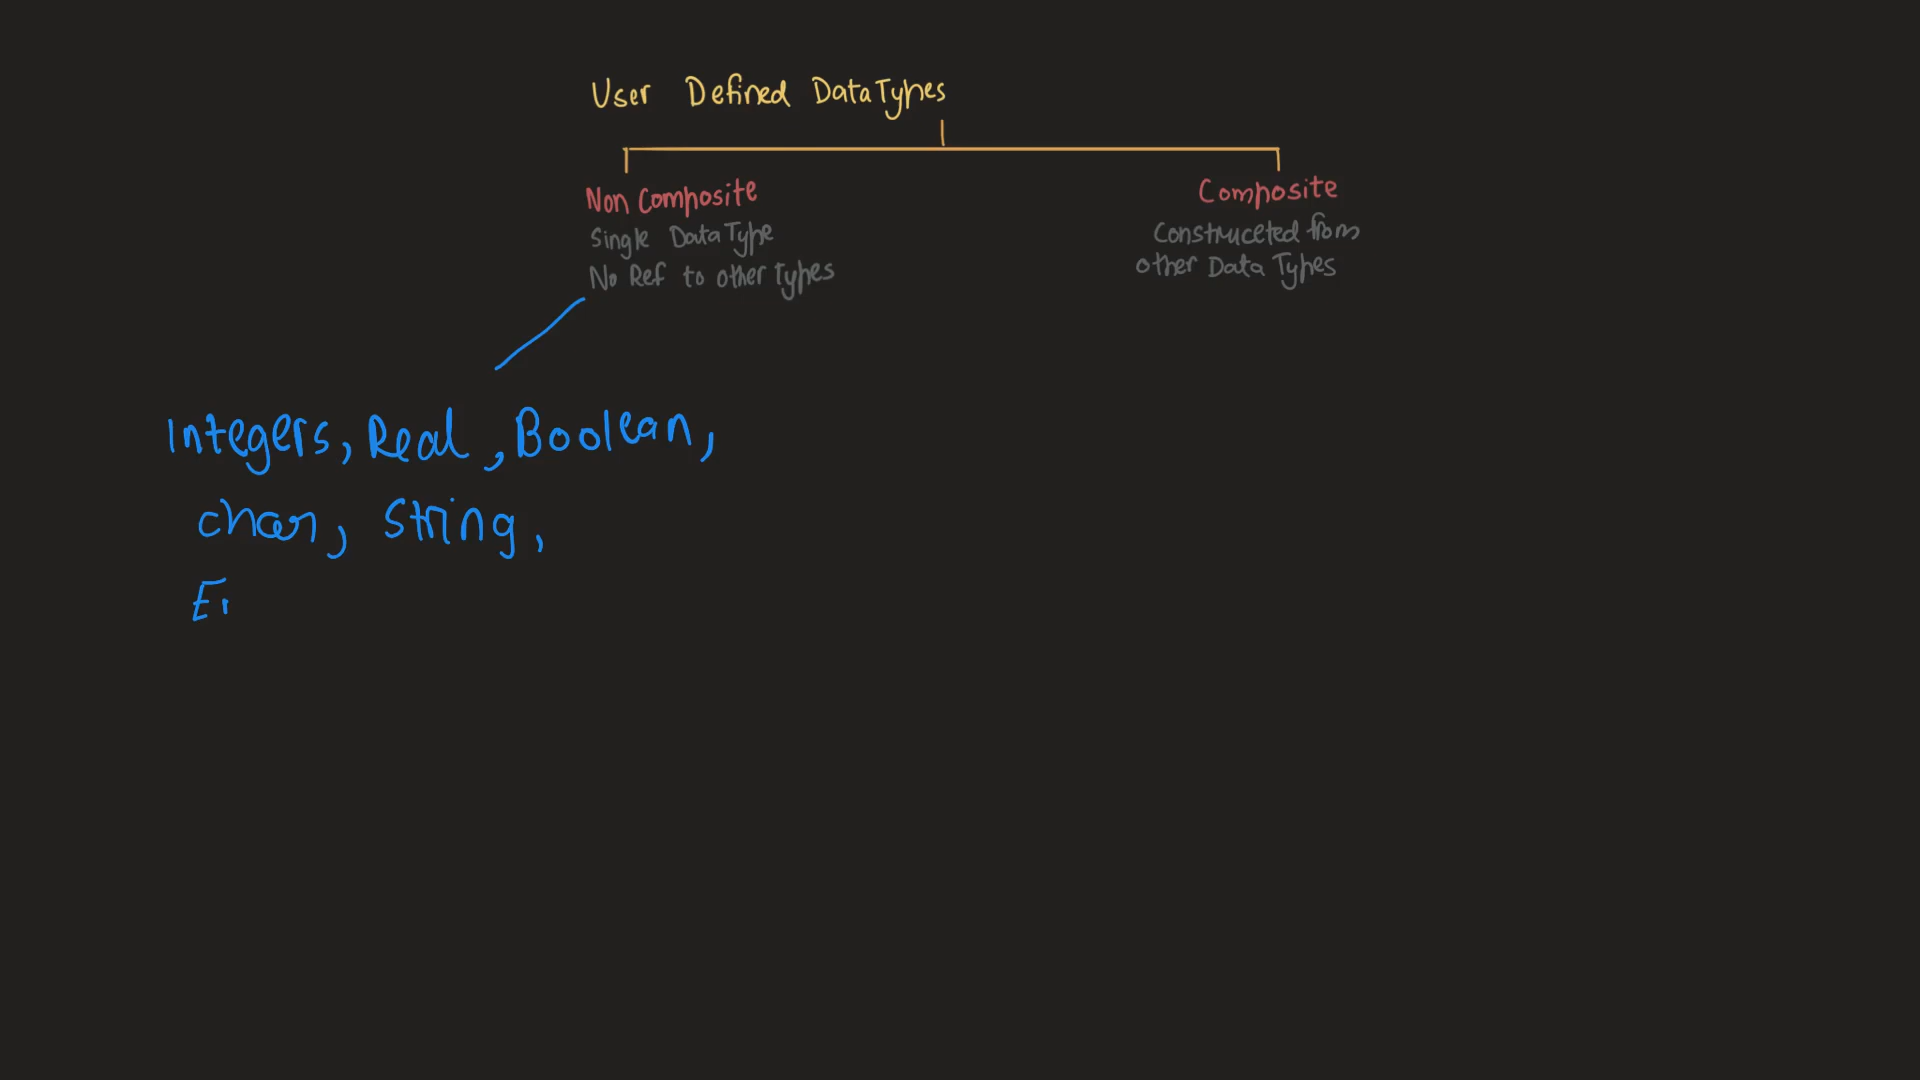 User Defined DataTypes
Non Composite
Single DataType
No Ref to other types
Composite
Construceted from
other Data Types
Integers, Real, Boolean,
char, String,